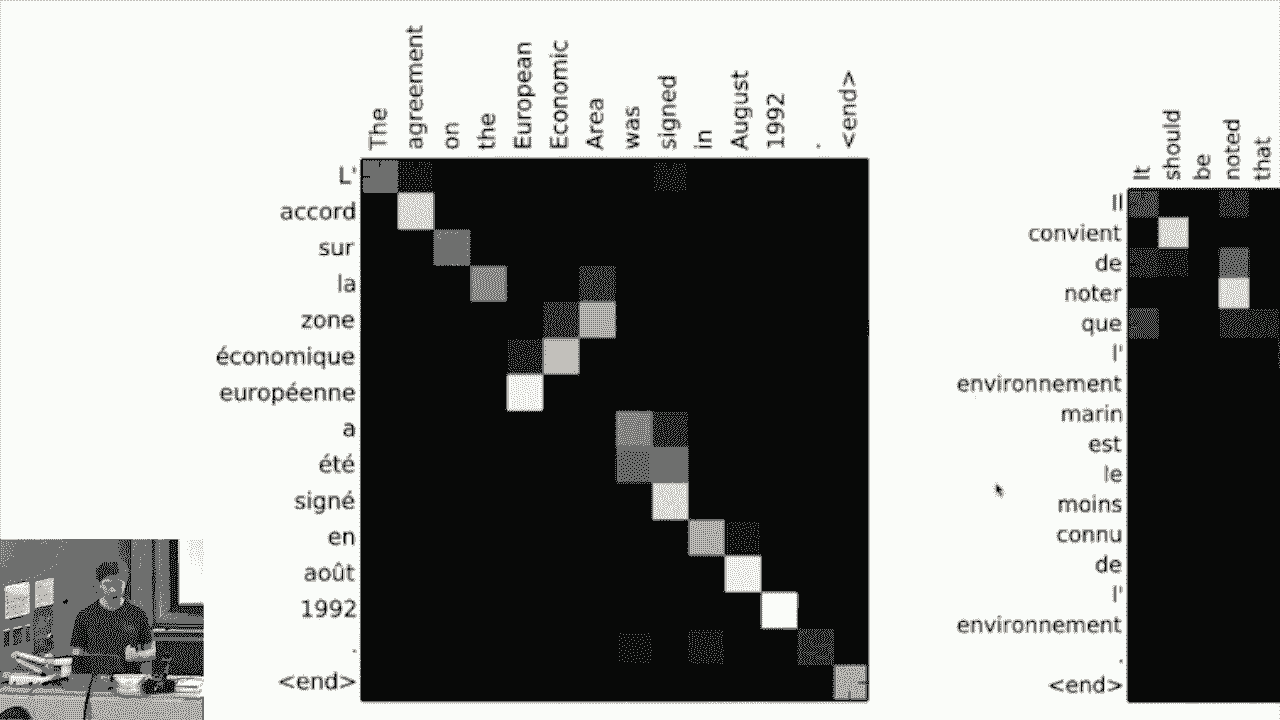 The
agreement
on
the
European
Economic
Area
was
signed
in
August
1992
.
<end>
L'
accord
sur
la
zone
économique
européenne
a
été
signé
en
août
1992
.
<end>
It
should
be
noted
that
Il
convient
de
noter
que
l'
environnement
marin
est
le
moins
connu
de
l'
environnement
.
<end>